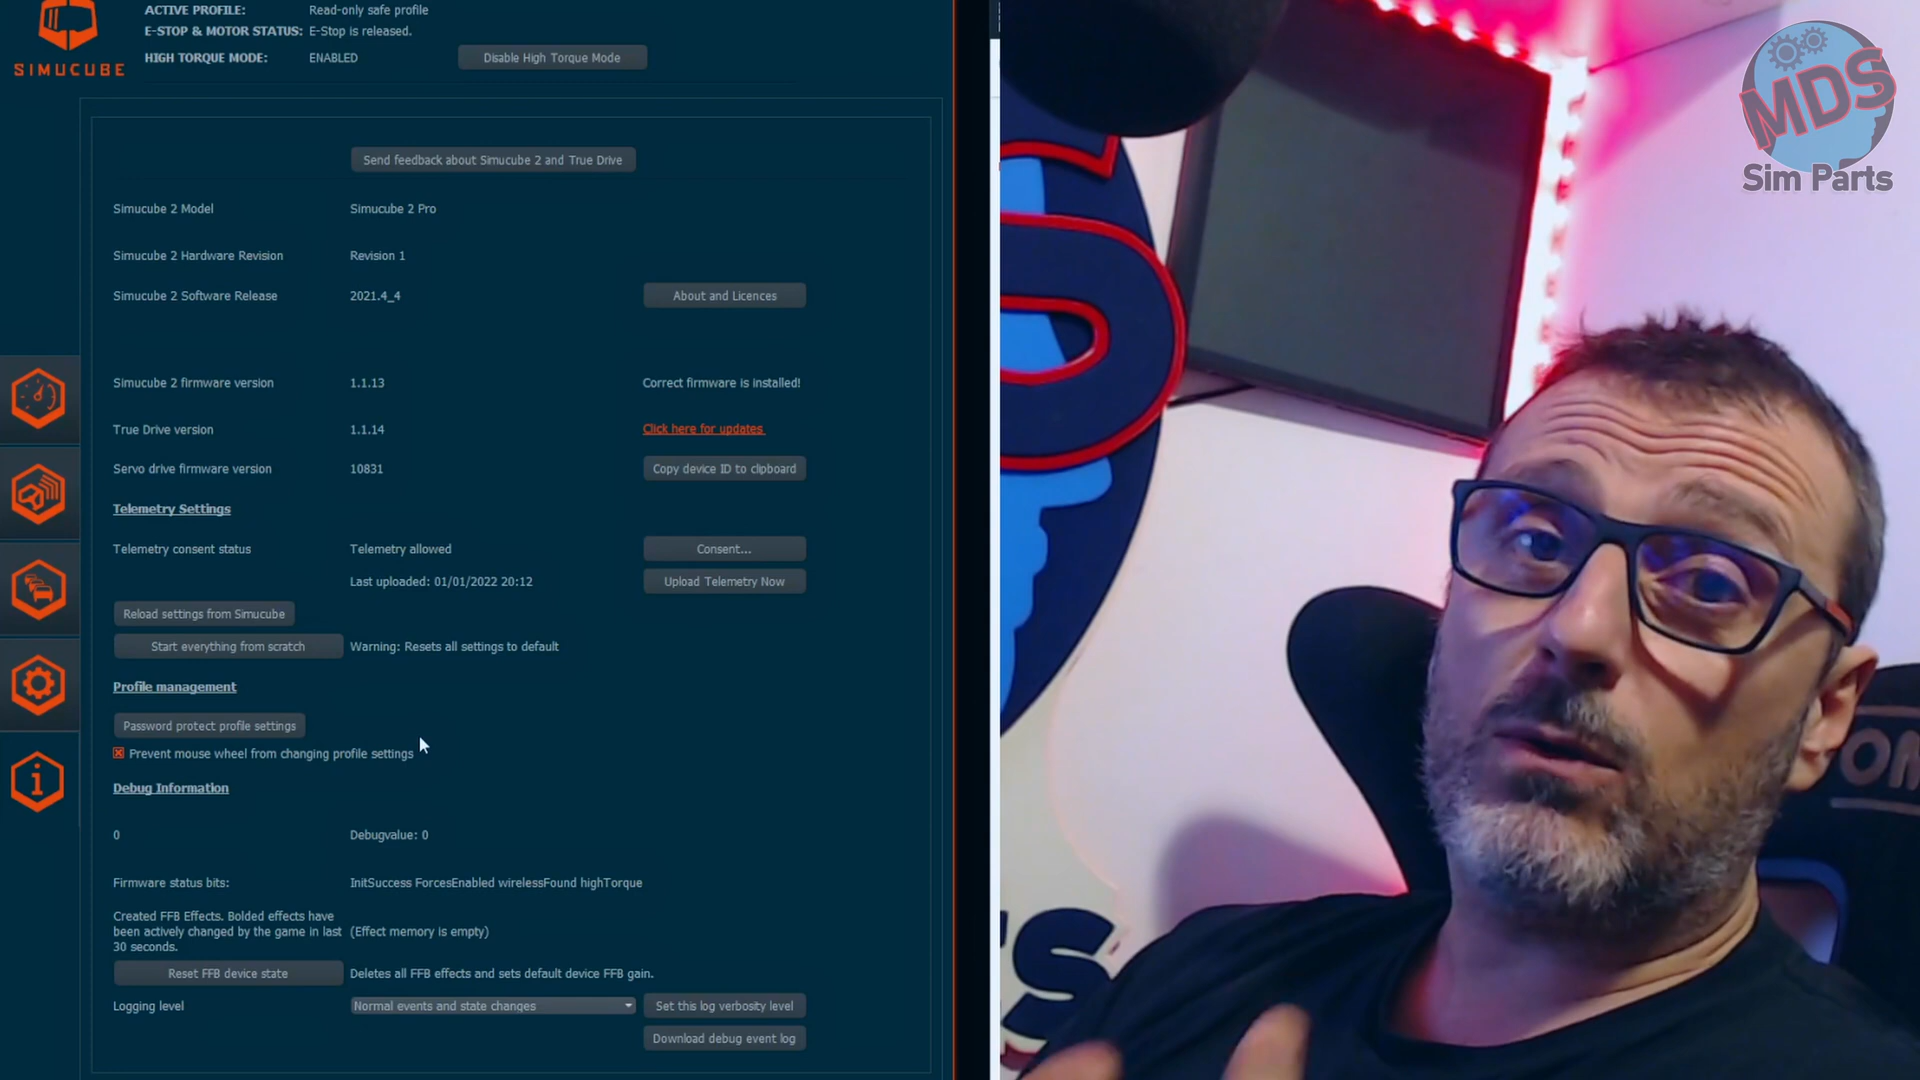 ACTIVE PROFILE: Read-only safe profile
E-STOP & MOTOR STATUS: E-Stop is released.
SIMUCUBE
HIGH TORQUE MODE: ENABLED Disable High Torque Mode
Send feedback about Simucube 2 and True Drive
Simucube 2 Model Simucube 2 Pro
Simucube 2 Hardware Revision Revision 1
Simucube 2 Software Release 2021.4_4 About and Licences
Simucube 2 firmware version 1.1.13 Correct firmware is installed!
True Drive version 1.1.14 Click here for updates
Servo drive firmware version 10831 Copy device ID to clipboard
Telemetry Settings
Telemetry consent status Telemetry allowed Consent...
Last uploaded: 01/01/2022 20:12 Upload Telemetry Now
Reload settings from Simucube
Start everything from scratch Warning: Resets all settings to default
Profile management
Password protect profile settings
Prevent mouse wheel from changing profile settings
Debug Information
0 Debugvalue: 0
Firmware status bits: InitSuccess ForcesEnabled wirelessFound highTorque
Created FFB Effects. Bolded effects have
been actively changed by the game in last (Effect memory is empty)
30 seconds.
Reset FFB device state Deletes all FFB effects and sets default device FFB gain.
Logging level Normal events and state changes Set this log verbosity level
Download debug event log
MDS
Sim Parts